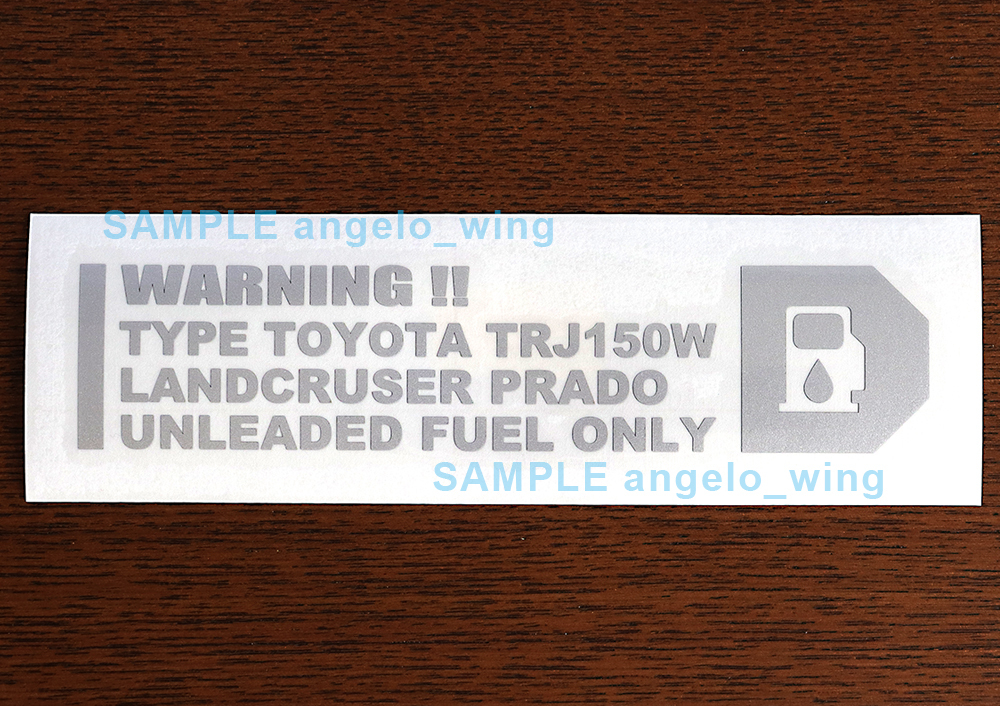 SAMPLE angelo_wing
WARNING !!
TYPE TOYOTA TRJ150W
LANDCRUSER PRADO
UNLEADED FUEL ONLY
SAMPLE angelo_wing